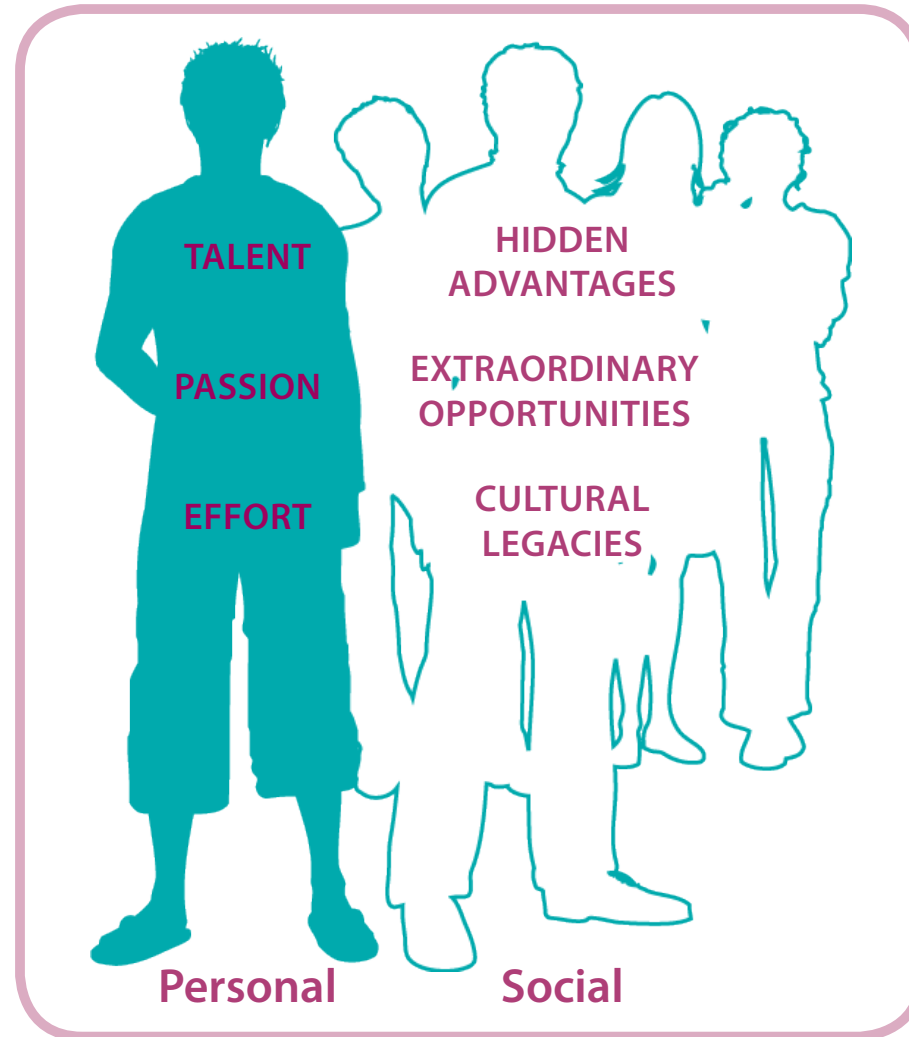 TALENT
PASSION
EFFORT
Personal
HIDDEN
ADVANTAGES
EXTRAORDINARY
OPPORTUNITIES
CULTURAL
LEGACIES
Social